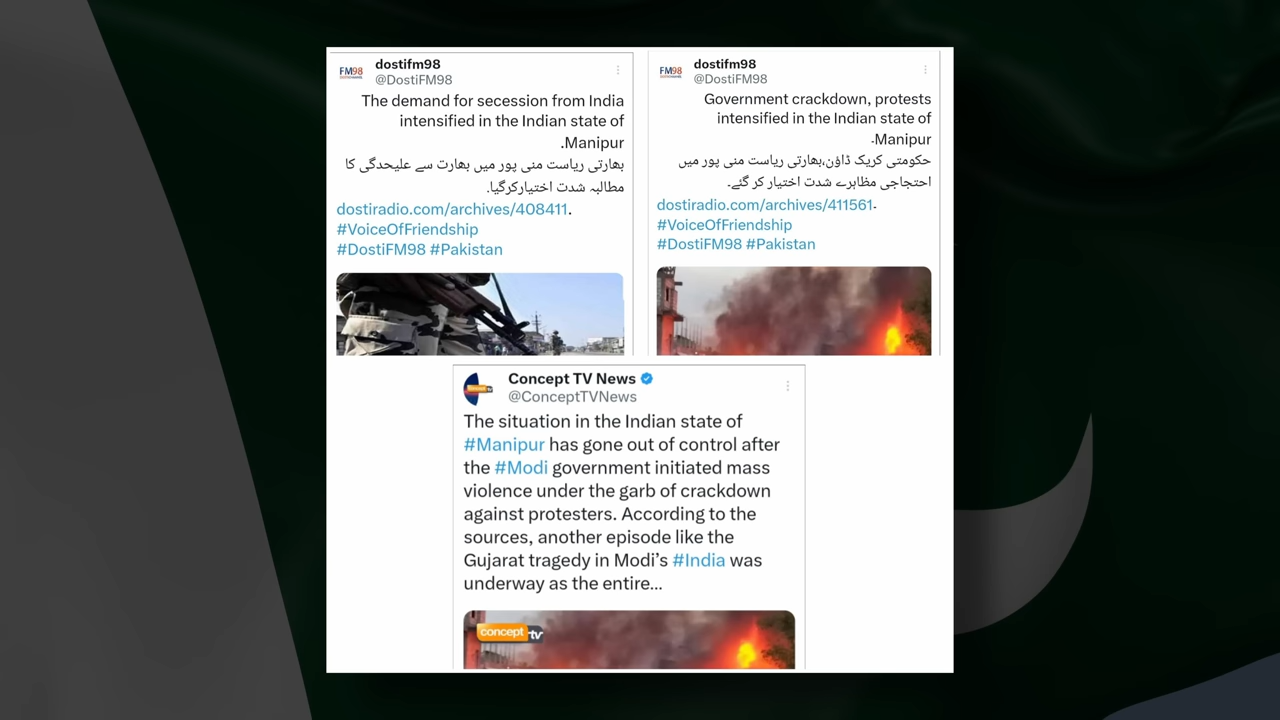 FM98
dostifm98
@DostiFM98
The demand for secession from India
intensified in the Indian state of
.Manipur
بھارتی ریاست منی پور میں بھارت سے علیحدگی کا
مطالبہ شدت اختیارکرگیا.
dostiradio.com/archives/408411.
#VoiceOfFriendship
#DostiFM98 #Pakistan
FM98
dostifm98
@DostiFM98
Government crackdown, protests
intensified in the Indian state of
.Manipur
حکومتی کریک ڈاؤن،بھارتی ریاست منی پور میں
احتجاجی مظاہرے شدت اختیار کر گئے۔
dostiradio.com/archives/411561.
#VoiceOfFriendship
#DostiFM98 #Pakistan
Concept TV News
@ConceptTVNews
The situation in the Indian state of
#Manipur has gone out of control after
the #Modi government initiated mass
violence under the garb of crackdown
against protesters. According to the
sources, another episode like the
Gujarat tragedy in Modi's #India was
underway as the entire...
concept tv